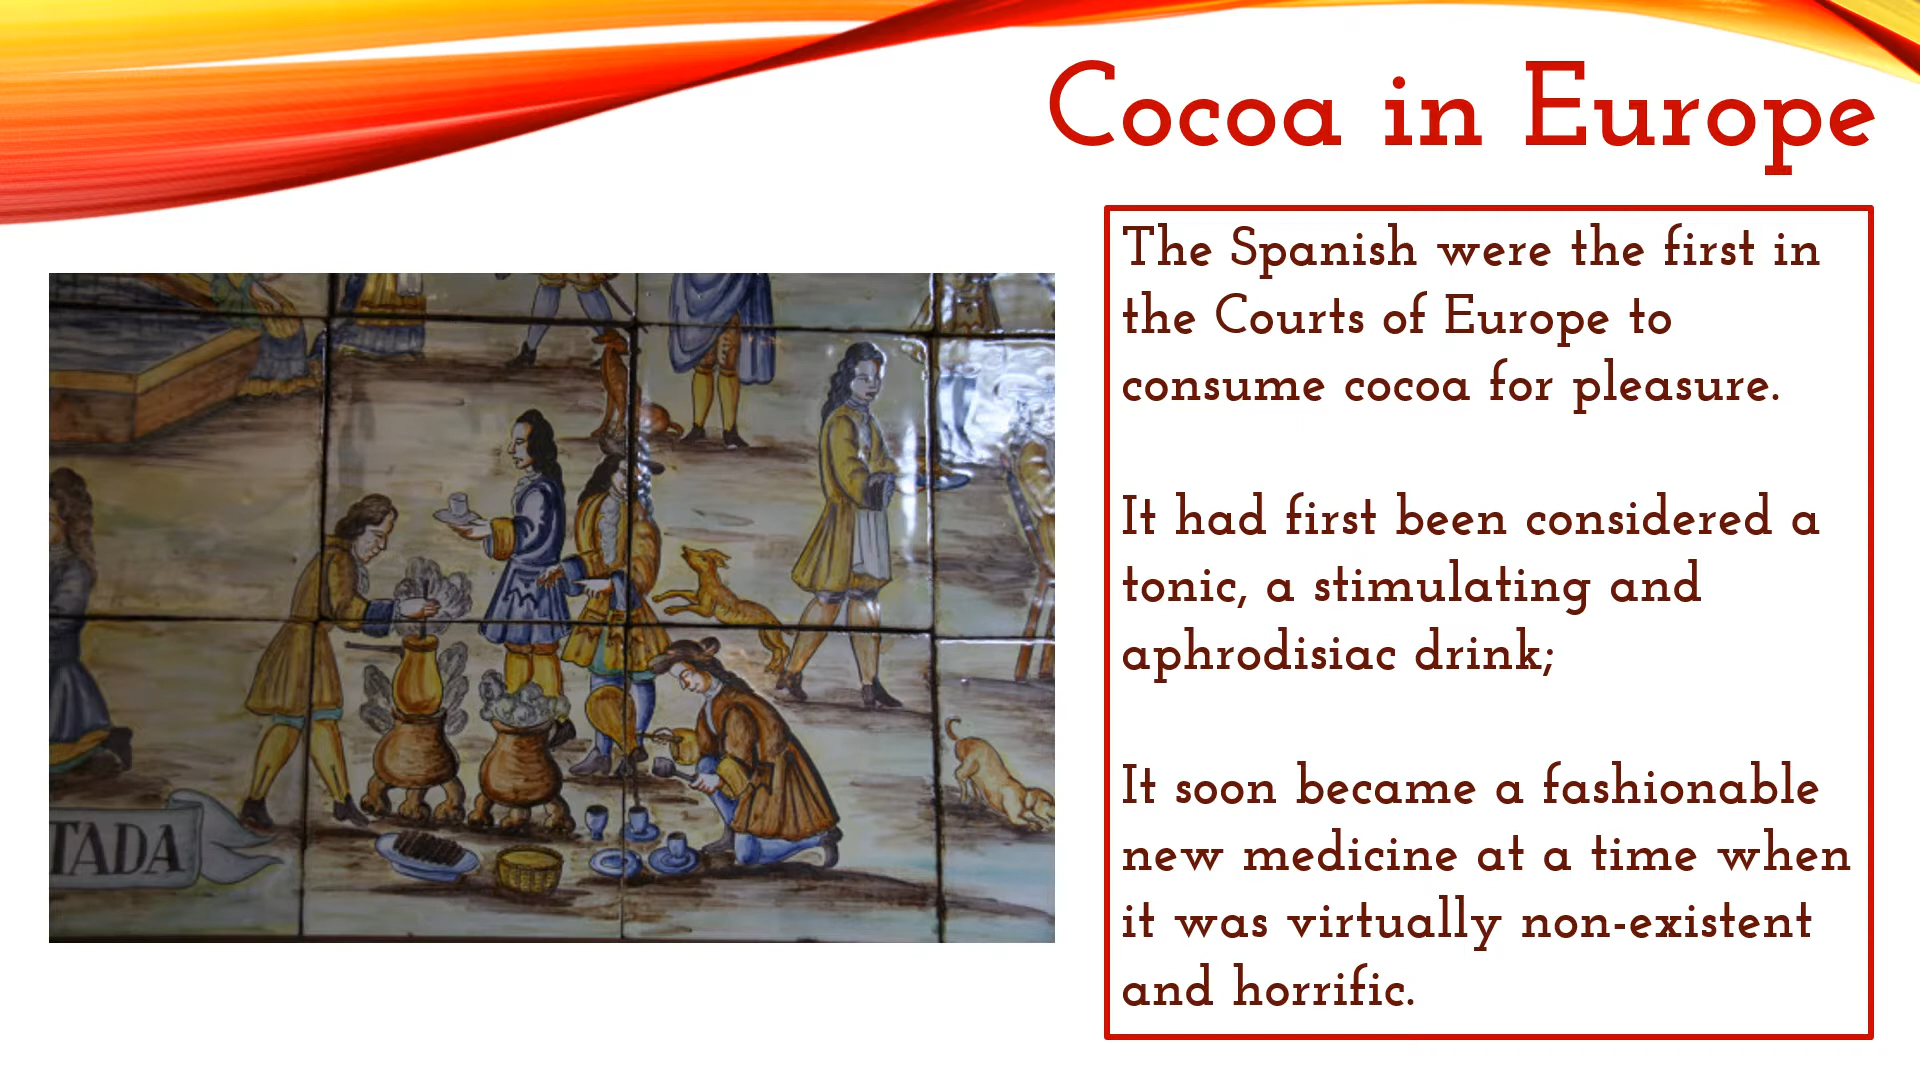 Cocoa in Europe
The Spanish were the first in
the Courts of Europe to
consume cocoa for pleasure.
It had first been considered a
tonic, a stimulating and
aphrodisiac drink;
It soon became a fashionable
new medicine at a time when
it was virtually non-existent
and horrific.
TADA